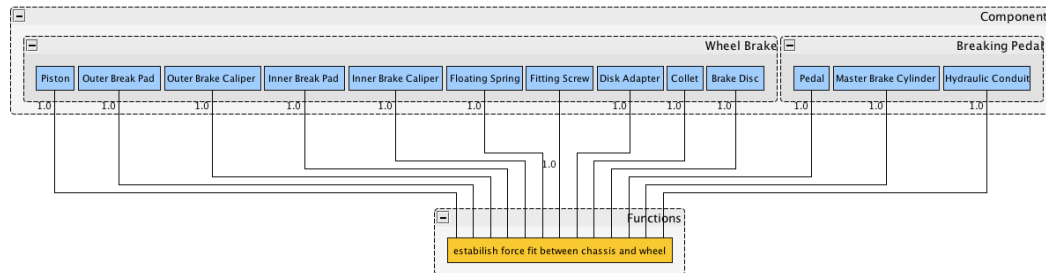 Component
Wheel Brake
Breaking Pedal
Piston
Outer Break Pad
Outer Brake Caliper
Inner Break Pad
Inner Brake Caliper
Floating Spring
Fitting Screw
Disk Adapter
Collet
Brake Disc
Pedal
Master Brake Cylinder
Hydraulic Conduit
1.0
1.0
1.0
1.0
1.0
1.0
1.0
1.0
1.0
1.0
1.0
1.0
1.0
Functions
estabilish force fit between chassis and wheel